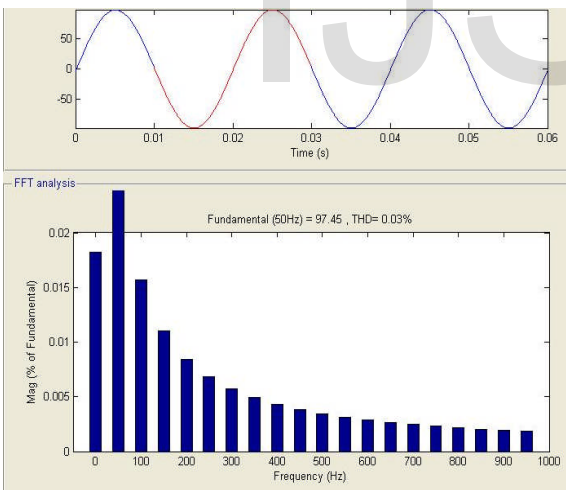 IJS
50
0
-50
0 0.01 0.02 0.03 0.04 0.05 0.06
Time (s)
FFT analysis
Fundamental (50Hz) = 97.45 , THD= 0.03%
0.02
0.015
0.01
0.005
0
Mag (% of Fundamental)
0 100 200 300 400 500 600 700 800 900 1000
Frequency (Hz)